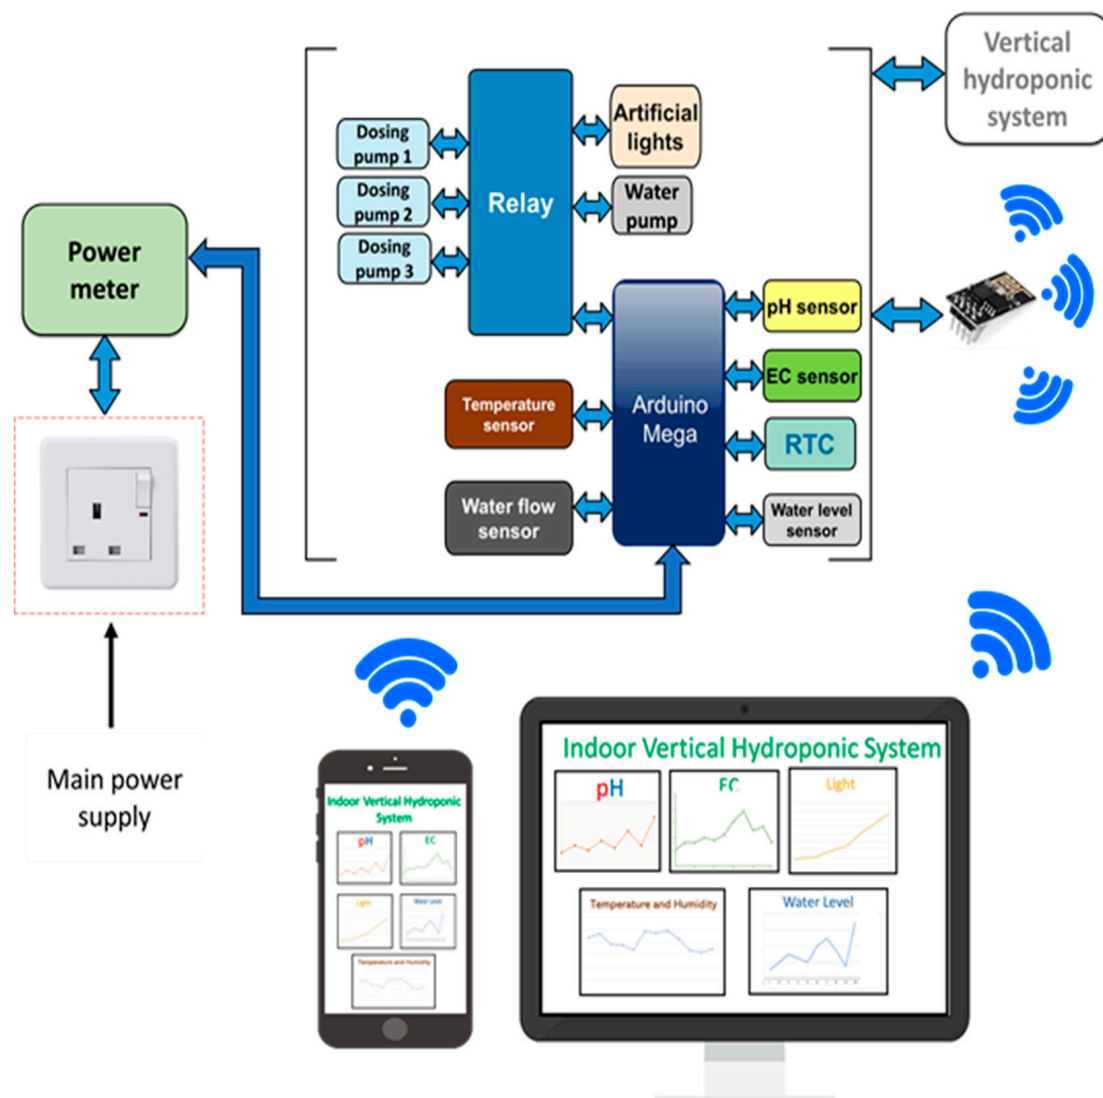 Vertical
hydroponic
system
Artificial
lights
Dosing
pump 1
Dosing
pump 2
Dosing
pump 3
Relay
Water
pump
Power
meter
pH sensor
EC sensor
RTC
Water level
sensor
Temperature
sensor
Water flow
sensor
Arduino
Mega
Main power
supply
Indoor Vertical Hydroponic
System
pH
EC
Light
Water Level
Temperature and Humidity
Indoor Vertical Hydroponic System
pH
EC
Light
Temperature and Humidity
Water Level